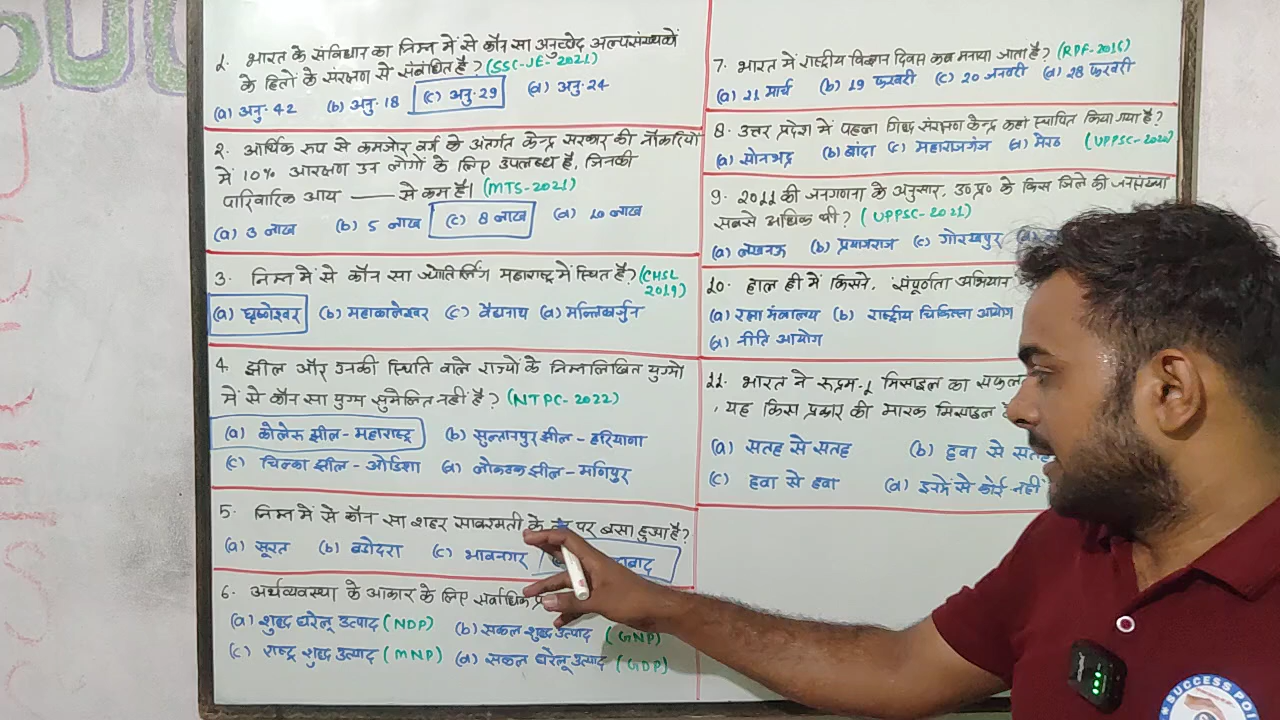 1. भारत के संविधान का निम्न में से कौन सा अनुच्छेद अल्पसंख्यकों
के हितों के संरक्षण से संबंधित है? (SSC-JE-2021)
(a) अनु. 42 (b) अनु. 18 (c) अनु. 29 (d) अनु. 24
2. आर्थिक रूप से कमजोर वर्ग के अंतर्गत केन्द्र सरकार की नौकरियों
में 10% आरक्षण उन लोगों के लिए उपलब्ध है, जिनकी
पारिवारिक आय — से कम है। (MTS-2021)
(a) 3 लाख (b) 5 लाख (c) 8 लाख (d) 10 लाख
3. निम्न में से कौन सा ज्योतिर्लिंग महाराष्ट्र में स्थित है? (CHSL
2019)
(a) घृष्णेश्वर (b) महाकालेश्वर (c) वैद्यनाथ (d) मल्लिकार्जुन
4. झील और उनकी स्थिति वाले राज्यों के निम्नलिखित युग्मो
में से कौन सा युग्म सुमेलित नही है? (NTPC-2022)
(a) कोलेरु झील - महाराष्ट्र (b) सुल्तानपुर झील - हरियाणा
(c) चिल्का झील - ओडिशा (d) लोकटक झील - मणिपुर
5. निम्न में से कौन सा शहर साबरमती के पर बसा हुआ है?
(a) सूरत (b) वडोदरा (c) भावनगर
6. अर्थव्यवस्था के आकार के लिए सर्वाधिक
(a) शुद्ध घरेलू उत्पाद (NDP) (b) सकल शुद्ध उत्पाद (GNP)
(c) राष्ट्र शुद्ध उत्पाद (MNP) (d) सकल घरेलू उत्पाद (GDP)
7. भारत में राष्ट्रीय विज्ञान दिवस कब मनाया जाता है? (RPF-2018)
(a) 21 मार्च (b) 19 फरवरी (c) 20 जनवरी (d) 28 फरवरी
8. उत्तर प्रदेश में पहला गिद्ध संरक्षण केन्द्र कहाँ स्थापित किया गया है?
(a) सोनभद्र (b) बांदा (c) महाराजगंज (d) मेरठ (UPPSC-2022)
9. 2011 की जनगणना के अनुसार, उ०प्र० के किस जिले की जनसंख्या
सबसे अधिक थी? (UPPSC-2021)
(a) लखनऊ (b) प्रयागराज (c) गोरखपुर
10. हाल ही में किसने, संपूर्णता अभियान
(a) रक्षा मंत्रालय (b) राष्ट्रीय चिकित्सा आयोग
(d) नीति आयोग
11. भारत ने रूद्रम-1 मिसाइल का सफल
, यह किस प्रकार की मारक मिसाइल
(a) सतह से सतह (b) हवा से
(c) हवा से हवा (d) इनमे से कोई नहीं
SUCCESS